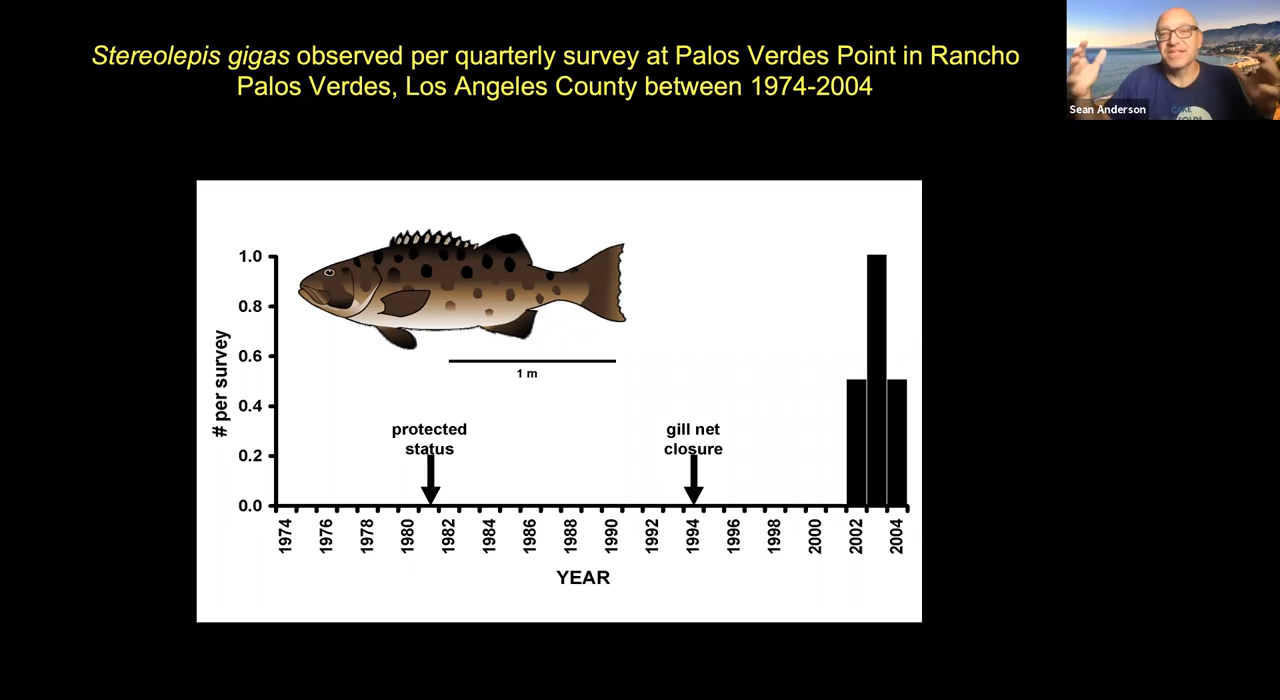 Stereolepis gigas observed per quarterly survey at Palos Verdes Point in Rancho
Palos Verdes, Los Angeles County between 1974-2004
Sean Anderson
CARE
1.0
0.8
0.6
0.4
0.2
0.0
# per survey
1 m
protected
status
gill net
closure
1974
1976
1978
1980
1982
1984
1986
1988
1990
1992
1994
1996
1998
2000
2002
2004
YEAR